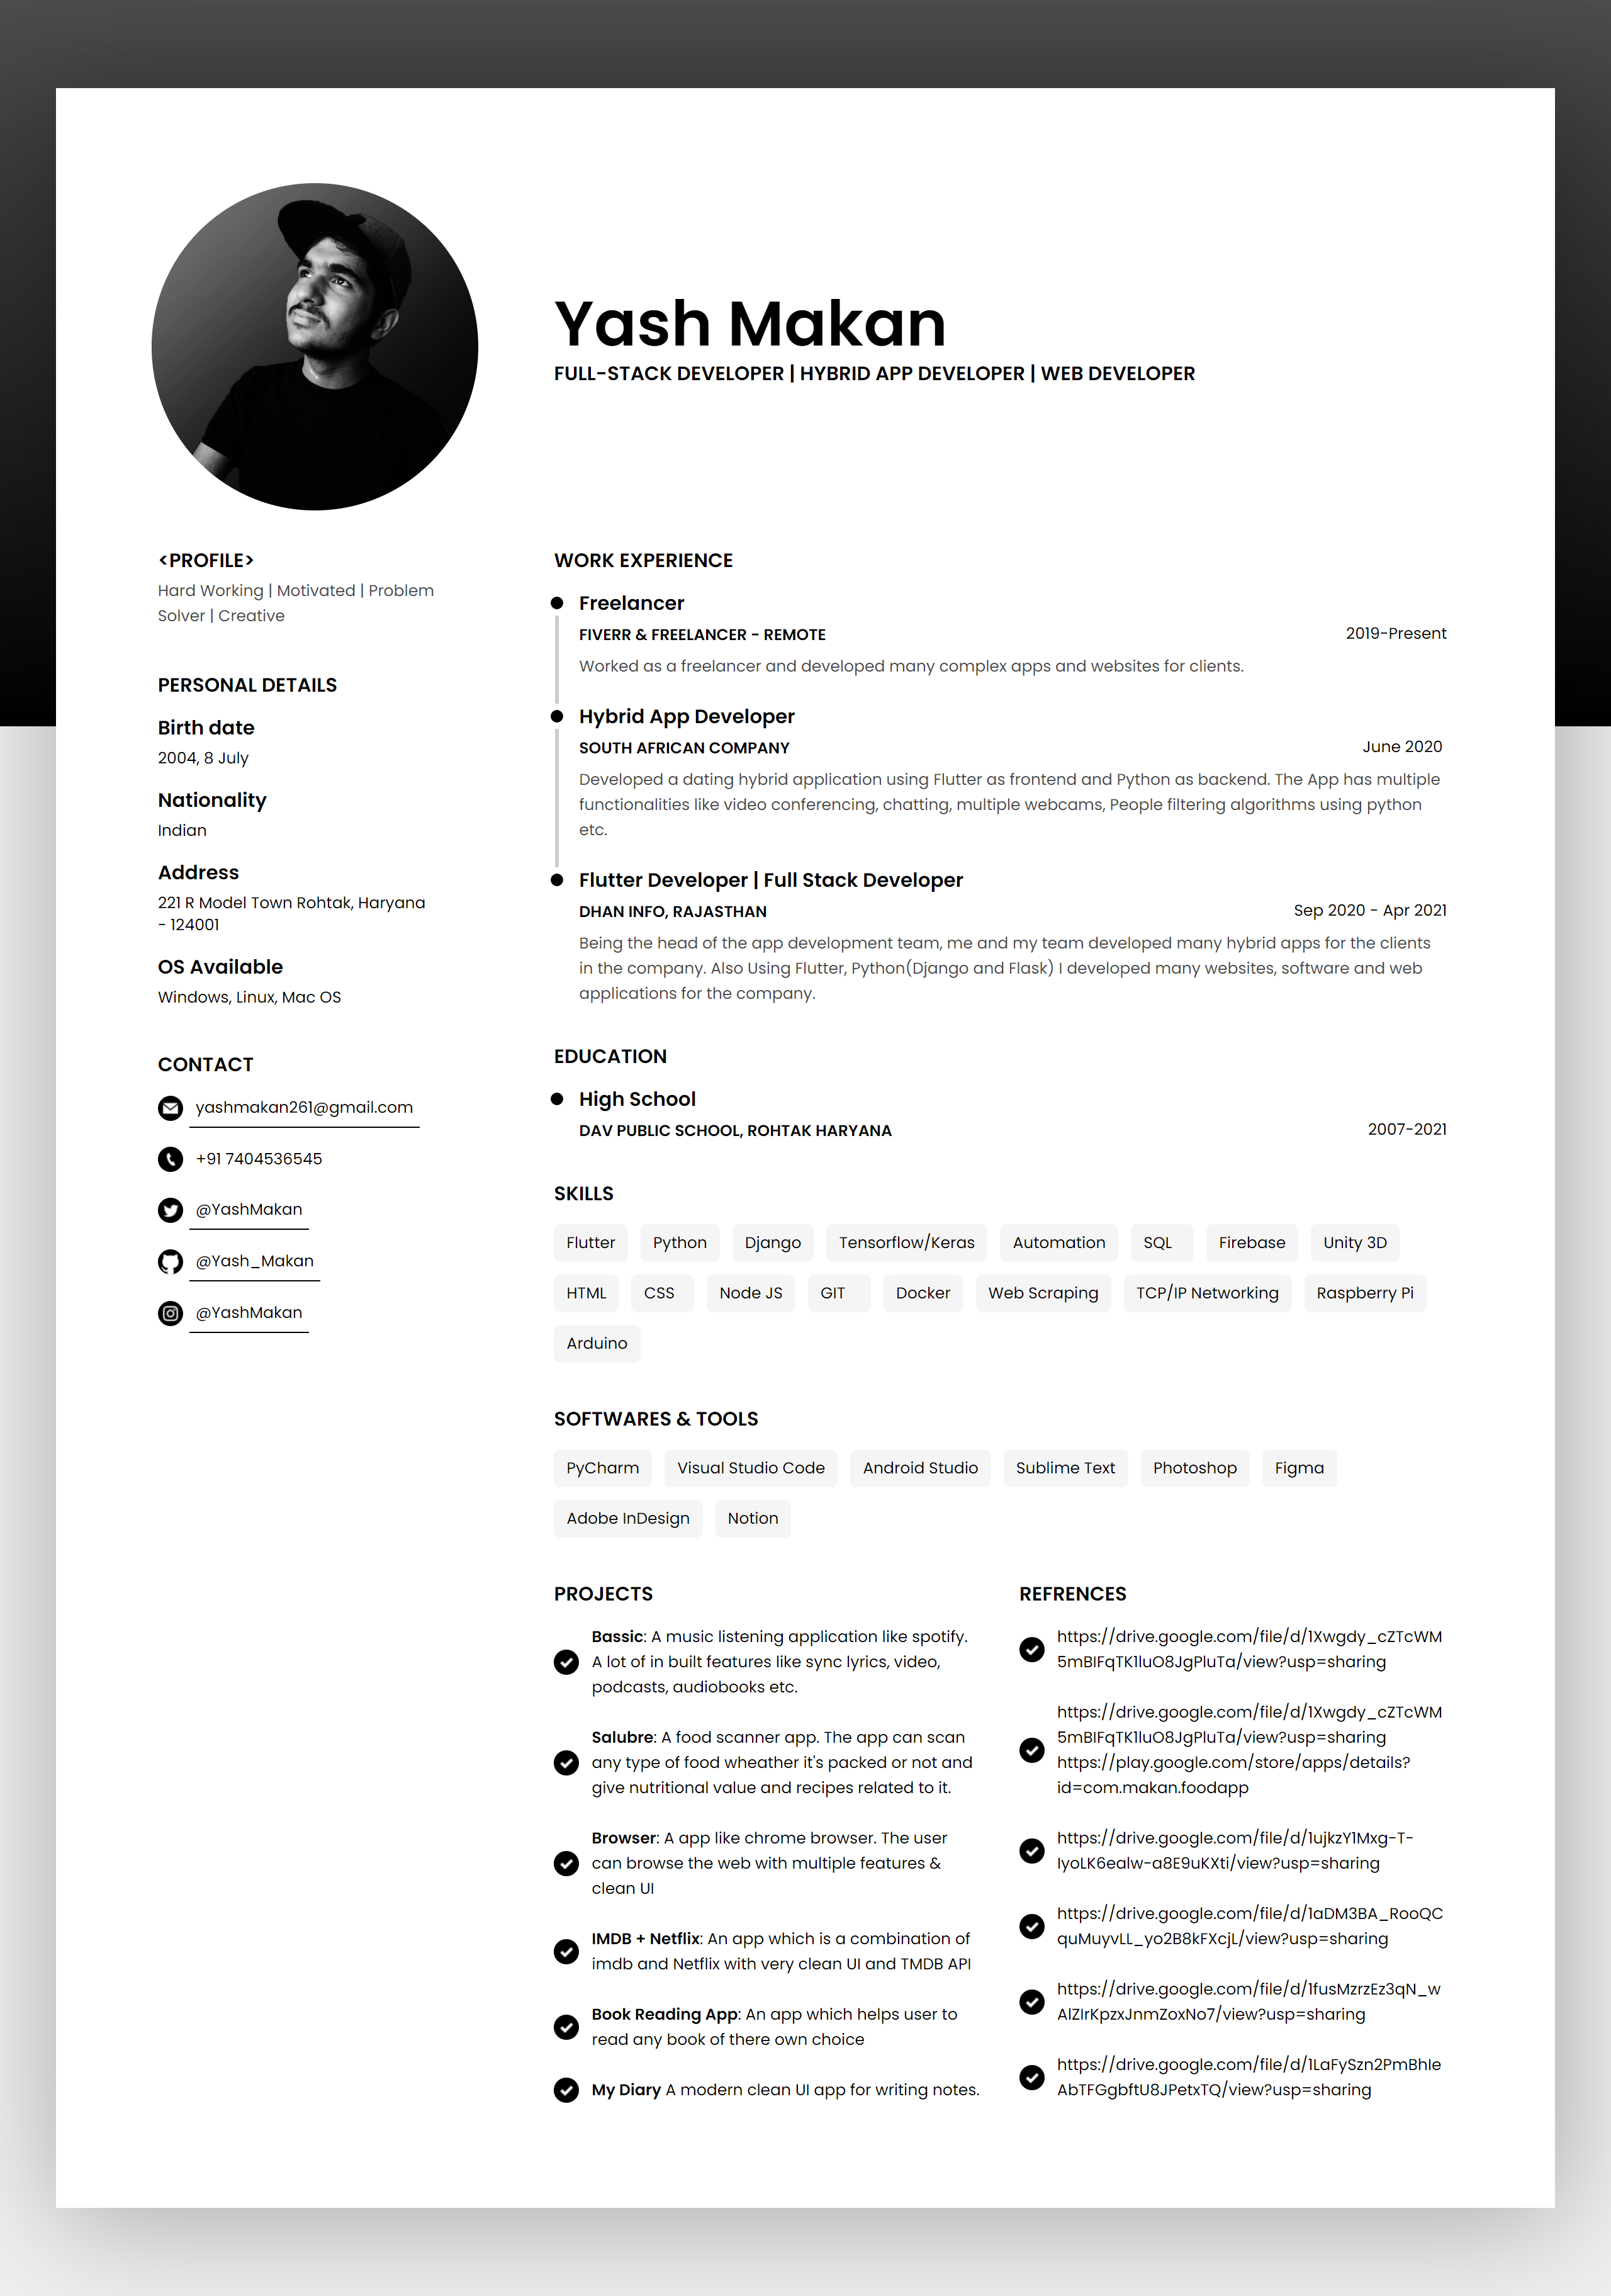 Yash Makan
FULL-STACK DEVELOPER | HYBRID APP DEVELOPER | WEB DEVELOPER
<PROFILE>
Hard Working | Motivated | Problem
Solver | Creative
PERSONAL DETAILS
Birth date
2004, 8 July
Nationality
Indian
Address
221 R Model Town Rohtak, Haryana
- 124001
OS Available
Windows, Linux, Mac OS
CONTACT
yashmakan261@gmail.com
+91 7404536545
@YashMakan
@Yash_Makan
@YashMakan
WORK EXPERIENCE
Freelancer
FIVERR & FREELANCER - REMOTE 2019-Present
Worked as a freelancer and developed many complex apps and websites for clients.
Hybrid App Developer
SOUTH AFRICAN COMPANY June 2020
Developed a dating hybrid application using Flutter as frontend and Python as backend. The App has multiple
functionalities like video conferencing, chatting, multiple webcams, People filtering algorithms using python
etc.
Flutter Developer | Full Stack Developer
DHAN INFO, RAJASTHAN Sep 2020 - Apr 2021
Being the head of the app development team, me and my team developed many hybrid apps for the clients
in the company. Also Using Flutter, Python(Django and Flask) I developed many websites, software and web
applications for the company.
EDUCATION
High School
DAV PUBLIC SCHOOL, ROHTAK HARYANA 2007-2021
SKILLS
Flutter Python Django Tensorflow/Keras Automation SQL Firebase Unity 3D
HTML CSS Node JS GIT Docker Web Scraping TCP/IP Networking Raspberry Pi
Arduino
SOFTWARES & TOOLS
PyCharm Visual Studio Code Android Studio Sublime Text Photoshop Figma
Adobe InDesign Notion
PROJECTS
Bassic: A music listening application like spotify.
A lot of in built features like sync lyrics, video,
podcasts, audiobooks etc.
Salubre: A food scanner app. The app can scan
any type of food wheather it's packed or not and
give nutritional value and recipes related to it.
Browser: A app like chrome browser. The user
can browse the web with multiple features &
clean UI
IMDB + Netflix: An app which is a combination of
imdb and Netflix with very clean UI and TMDB API
Book Reading App: An app which helps user to
read any book of there own choice
My Diary A modern clean UI app for writing notes.
REFRENCES
https://drive.google.com/file/d/1Xwgdy_cZTcWM
5mBIFqTK1luO8JgPluTa/view?usp=sharing
https://drive.google.com/file/d/1Xwgdy_cZTcWM
5mBIFqTK1luO8JgPluTa/view?usp=sharing
https://play.google.com/store/apps/details?
id=com.makan.foodapp
https://drive.google.com/file/d/1ujkzY1Mxg-T-
IyoLK6ealw-a8E9uKXti/view?usp=sharing
https://drive.google.com/file/d/1aDM3BA_RooQC
quMuyvLL_yo2B8kFXcjL/view?usp=sharing
https://drive.google.com/file/d/1fusMzrzEz3qN_w
AlZIrKpzxJnmZoxNo7/view?usp=sharing
https://drive.google.com/file/d/1LaFySzn2PmBhIe
AbTFGgbftU8JPetxTQ/view?usp=sharing